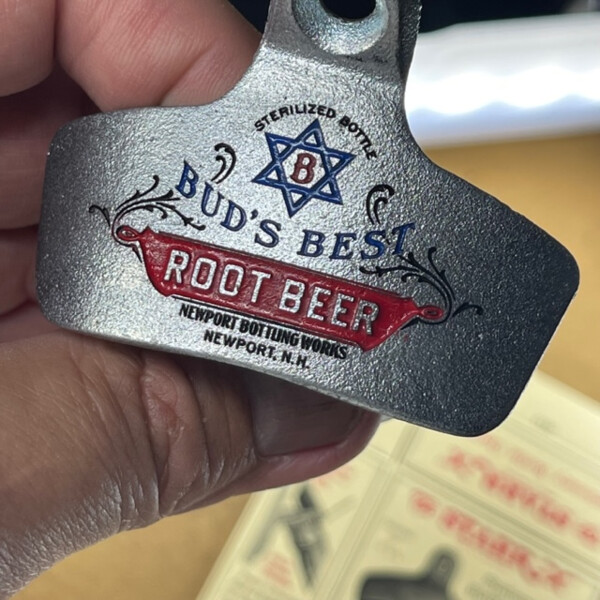 STERILIZED BOTTLE
B
BUD'S BEST
ROOT BEER
NEWPORT BOTTLING WORKS
NEWPORT, N.H.